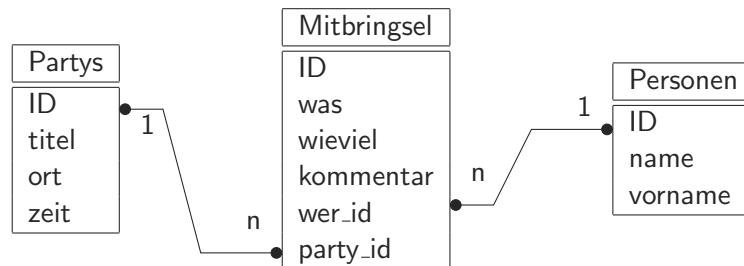 Partys
ID
titel
ort
zeit
1
n
Mitbringsel
ID
was
wieviel
kommentar
wer_id
party_id
n
1
Personen
ID
name
vorname